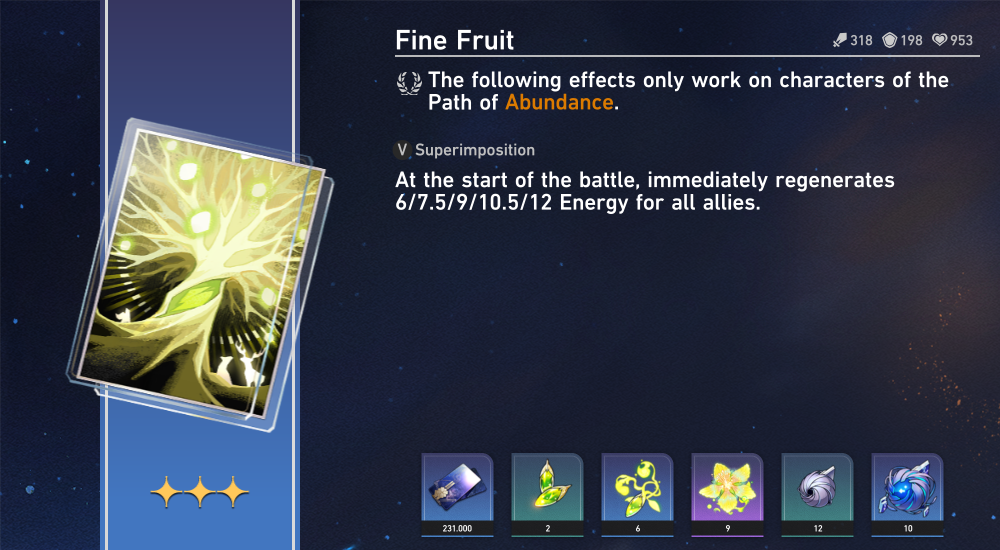 Fine Fruit
318 198 953
The following effects only work on characters of the
Path of Abundance.
V Superimposition
At the start of the battle, immediately regenerates
6/7.5/9/10.5/12 Energy for all allies.
231.000 2 6 9 12 10